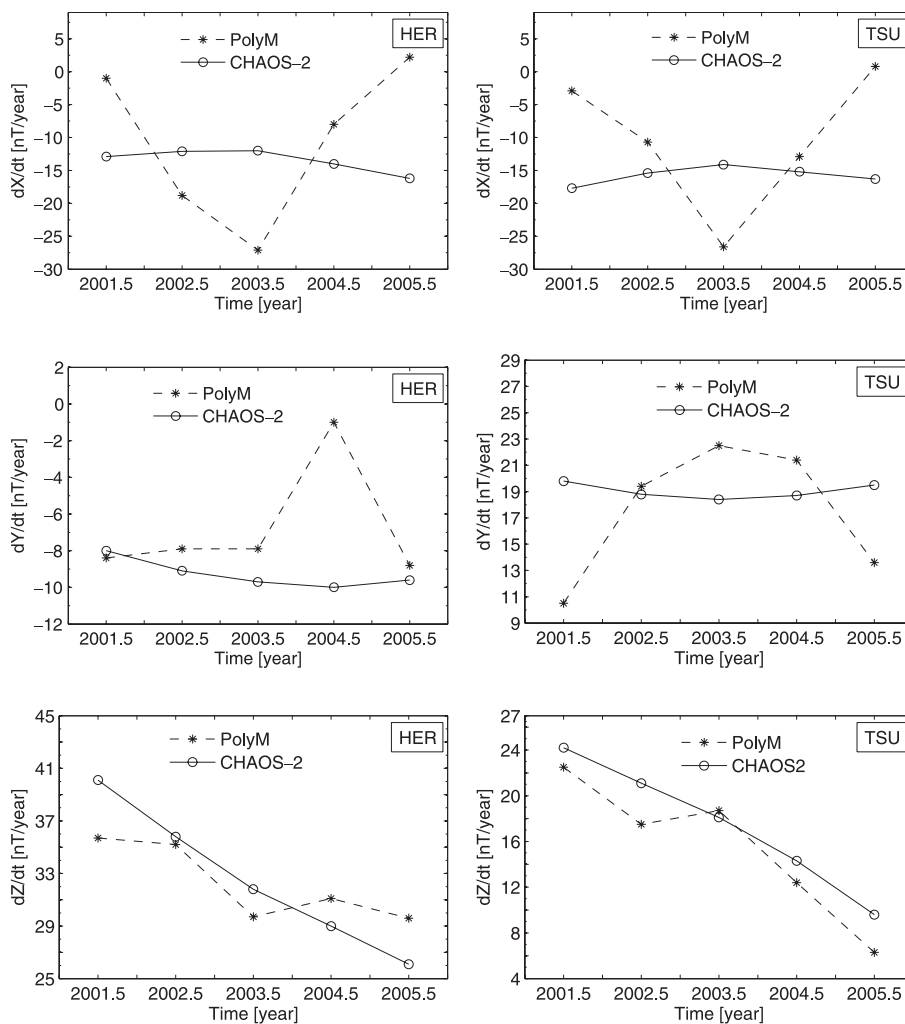 HER
PolyM
CHAOS–2
dX/dt [nT/year]
5
0
−5
−10
−15
−20
−25
−30
2001.5 2002.5 2003.5 2004.5 2005.5
Time [year]
TSU
PolyM
CHAOS–2
dX/dt [nT/year]
5
0
−5
−10
−15
−20
−25
−30
2001.5 2002.5 2003.5 2004.5 2005.5
Time [year]
HER
PolyM
CHAOS–2
dY/dt [nT/year]
2
0
−2
−4
−6
−8
−10
−12
2001.5 2002.5 2003.5 2004.5 2005.5
Time [year]
TSU
PolyM
CHAOS–2
dY/dt [nT/year]
29
27
25
23
21
19
17
15
13
11
9
2001.5 2002.5 2003.5 2004.5 2005.5
Time [year]
HER
PolyM
CHAOS–2
dZ/dt [nT/year]
45
41
37
33
29
25
2001.5 2002.5 2003.5 2004.5 2005.5
Time [year]
TSU
PolyM
CHAOS2
dZ/dt [nT/year]
27
24
20
16
12
8
4
2001.5 2002.5 2003.5 2004.5 2005.5
Time [year]